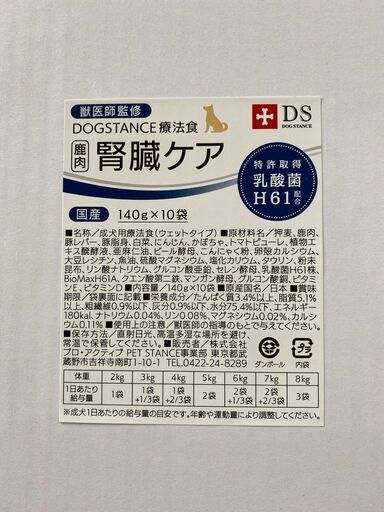 獣医師監修
DOGSTANCE 療法食
鹿肉 腎臓ケア
DS
DOG STANCE
特許取得
乳酸菌
H61配合
国産 140g×10袋
■名称/成犬用療法食(ウェットタイプ)■原材料名/押麦、鹿肉、
豚レバー、豚脂身、白菜、にんじん、かぼちゃ、トマトピューレ、植物エ
キス醗酵液、亜麻仁油、ビール酵母、こんにゃく粉、卵殻カルシウム、
大豆レシチン、魚油、硫酸マグネシウム、塩化カリウム、タウリン、粉末
昆布、リン酸ナトリウム、グルコン酸亜鉛、セレン酵母、乳酸菌H61株、
BioMaxH61A、クエン酸第二鉄、マンガン酵母、グルコン酸銅、ビタミ
ンE、ビタミンD■内容量/140g×10袋■原産国名/日本■賞味
期限/袋裏面に記載■栄養成分/たんぱく質3.4%以上、脂質5.1%
以上、粗繊維0.9%以下、灰分0.9%以下、水分75.4%以下、エネルギー
180kcal、ナトリウム0.04%、リン0.08%、マグネシウム0.02%、カルシ
ウム0.11%■使用上の注意/獣医師の指導のもとで与えてください。
■保存方法/直射日光、高温多湿な場所を避け、
常温で保管してください。■販売者/株式会社
プロ・アクティブ PET STANCE事業部 東京都武
蔵野市吉祥寺南町1-10-1 TEL.0422-24-8289
ダンボール
プラ
内袋
体重 2kg 3kg 4kg 5kg 6kg 7kg 8kg
1日あたり給与量 1袋 1袋+1/3袋 1袋+2/3袋 2袋 2袋+1/3袋 2袋+2/3袋 3袋
※成犬1日あたりの給与量の目安です。年齢や運動量により調整してください。